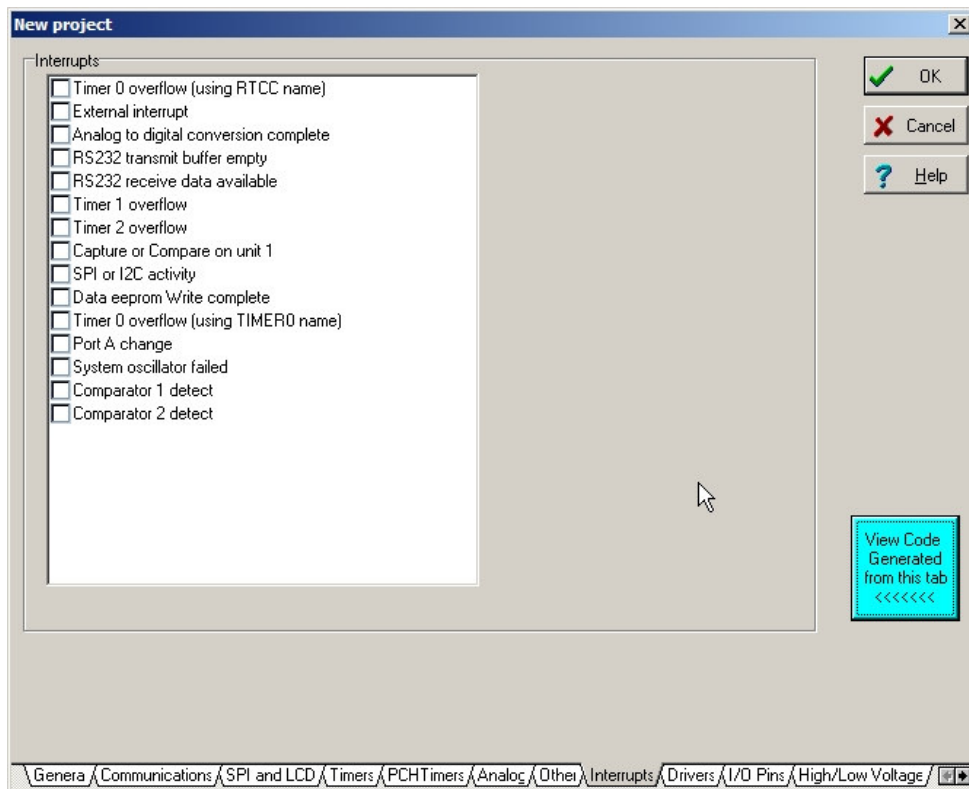 New project
Interrupts
Timer 0 overflow (using RTCC name)
External interrupt
Analog to digital conversion complete
RS232 transmit buffer empty
RS232 receive data available
Timer 1 overflow
Timer 2 overflow
Capture or Compare on unit 1
SPI or I2C activity
Data eeprom Write complete
Timer 0 overflow (using TIMER0 name)
Port A change
System oscillator failed
Comparator 1 detect
Comparator 2 detect
OK
Cancel
Help
View Code
Generated
from this tab
<<<<<<<
Genera Communications SPI and LCD Timers PCHTimers Analog Other Interrupts Drivers I/O Pins High/Low Voltage